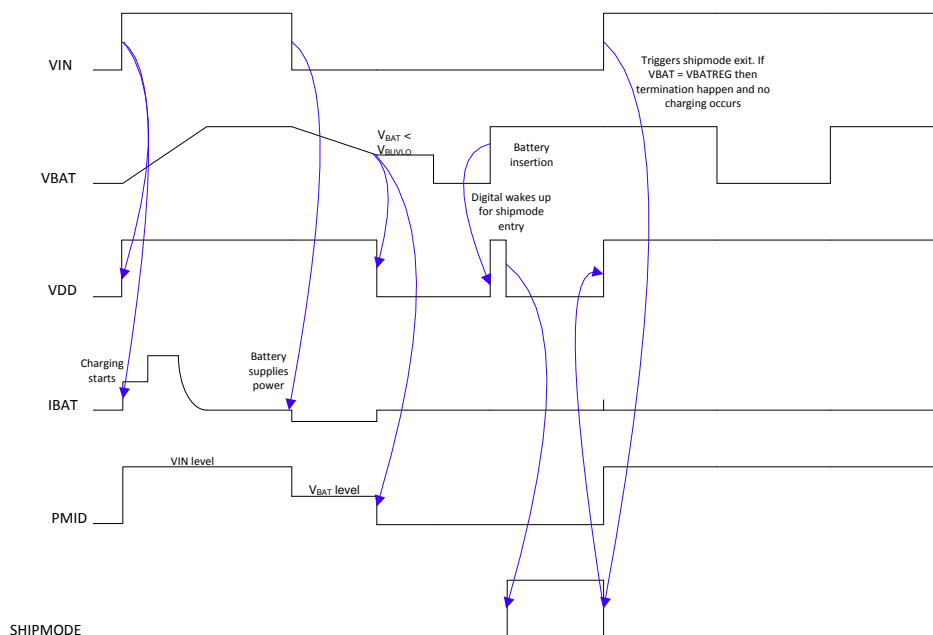 VIN
Triggers shipmode exit. If
VBAT = VBATREG then
termination happen and no
charging occurs
VBAT
VBAT <
VBUVLO
Battery
insertion
Digital wakes up
for shipmode
entry
VDD
Charging
starts
Battery
supplies
power
IBAT
VIN level
VBAT level
PMID
SHIPMODE